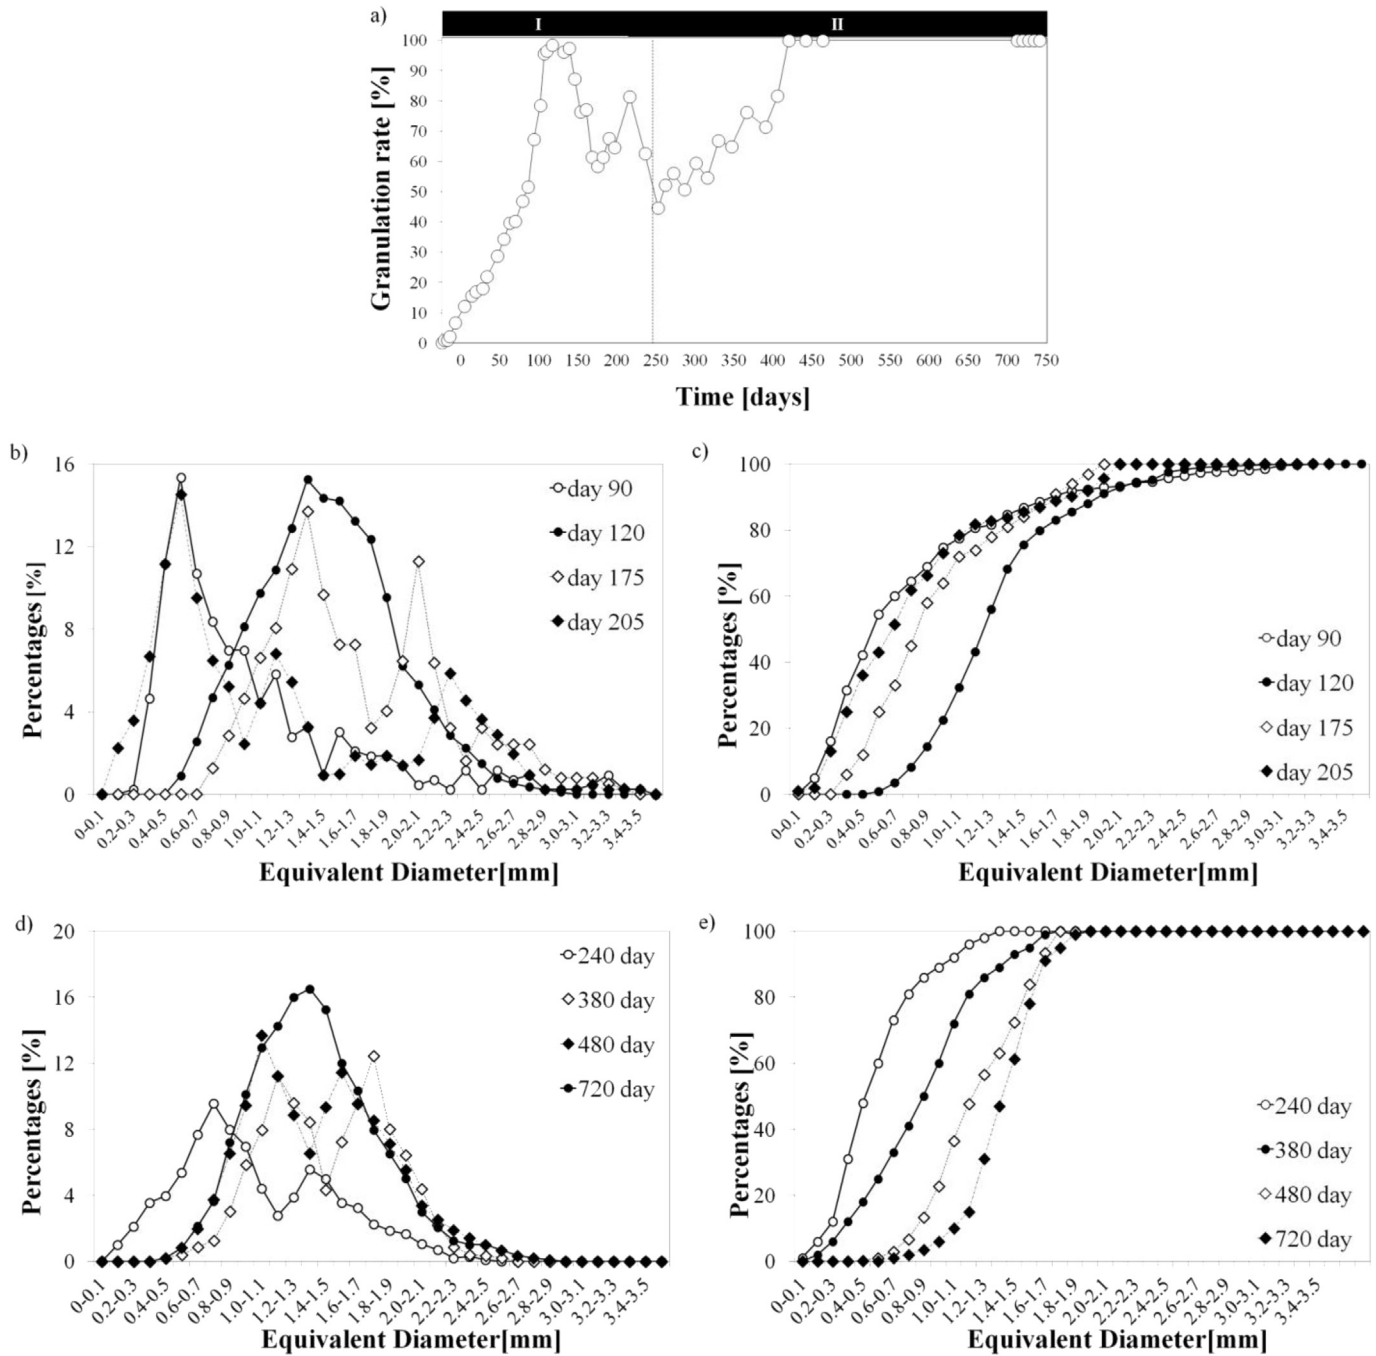 a)
I II
100
90
80
70
60
50
40
30
20
10
0
Granulation rate [%]
0 50 100 150 200 250 300 350 400 450 500 550 600 650 700 750
Time [days]
b)
16
12
8
4
0
Percentages [%]
day 90
day 120
day 175
day 205
0-0.1 0.2-0.3 0.4-0.5 0.6-0.7 0.8-0.9 1.0-1.1 1.2-1.3 1.4-1.5 1.6-1.7 1.8-1.9 2.0-2.1 2.2-2.3 2.4-2.5 2.6-2.7 2.8-2.9 3.0-3.1 3.2-3.3 3.4-3.5
Equivalent Diameter[mm]
c)
100
80
60
40
20
0
Percentages [%]
day 90
day 120
day 175
day 205
0-0.1 0.2-0.3 0.4-0.5 0.6-0.7 0.8-0.9 1.0-1.1 1.2-1.3 1.4-1.5 1.6-1.7 1.8-1.9 2.0-2.1 2.2-2.3 2.4-2.5 2.6-2.7 2.8-2.9 3.0-3.1 3.2-3.3 3.4-3.5
Equivalent Diameter[mm]
d)
20
16
12
8
4
0
Percentages [%]
240 day
380 day
480 day
720 day
0-0.1 0.2-0.3 0.4-0.5 0.6-0.7 0.8-0.9 1.0-1.1 1.2-1.3 1.4-1.5 1.6-1.7 1.8-1.9 2.0-2.1 2.2-2.3 2.4-2.5 2.6-2.7 2.8-2.9 3.0-3.1 3.2-3.3 3.4-3.5
Equivalent Diameter[mm]
e)
100
80
60
40
20
0
Percentages [%]
240 day
380 day
480 day
720 day
0-0.1 0.2-0.3 0.4-0.5 0.6-0.7 0.8-0.9 1.0-1.1 1.2-1.3 1.4-1.5 1.6-1.7 1.8-1.9 2.0-2.1 2.2-2.3 2.4-2.5 2.6-2.7 2.8-2.9 3.0-3.1 3.2-3.3 3.4-3.5
Equivalent Diameter[mm]